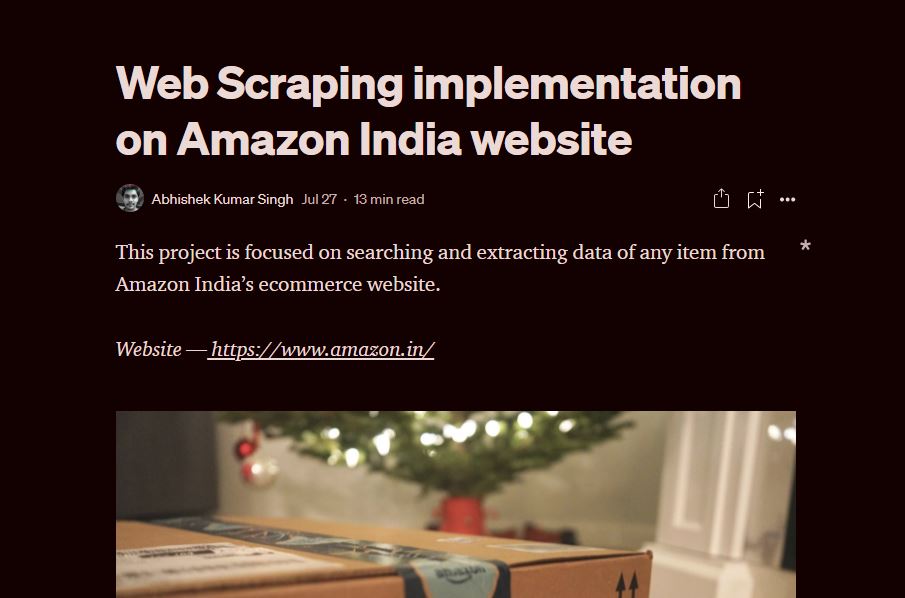 Web Scraping implementation
on Amazon India website
Abhishek Kumar Singh Jul 27 · 13 min read
This project is focused on searching and extracting data of any item from
*
Amazon India’s ecommerce website.
Website — https://www.amazon.in/
amazon